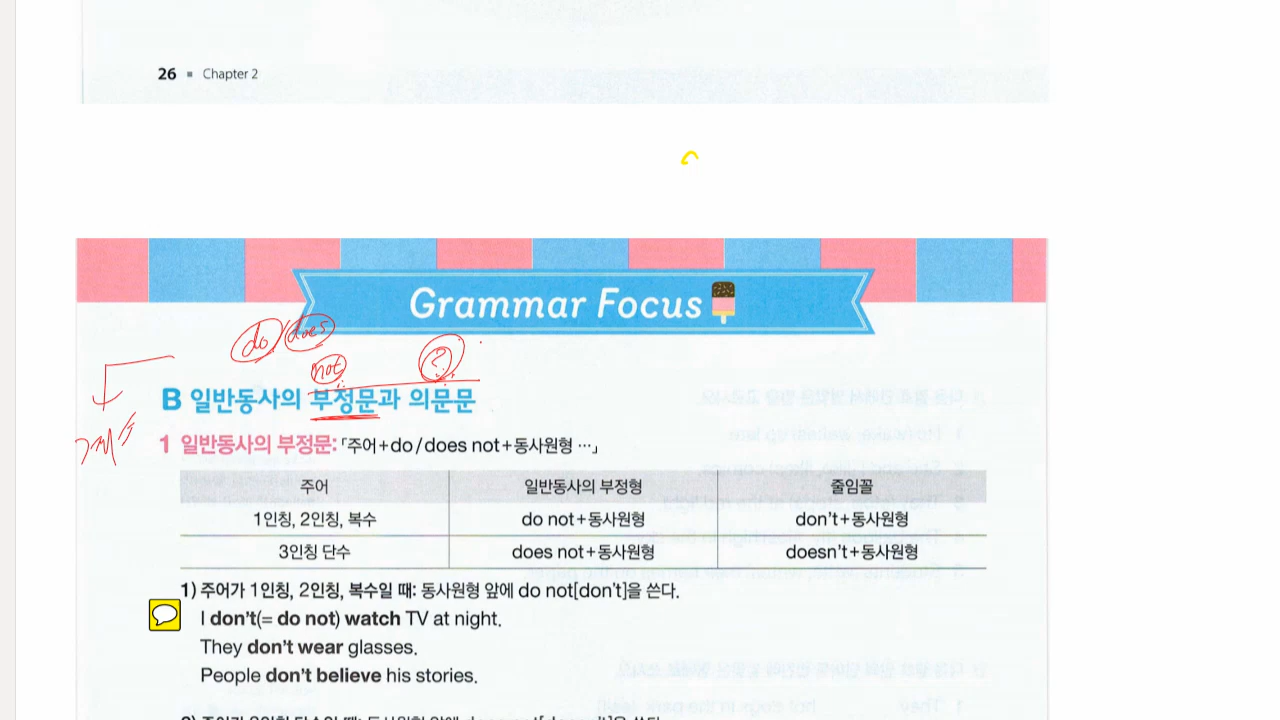 26 ■ Chapter 2
Grammar Focus
do/does
not ?
B 일반동사의 부정문과 의문문
1 일반동사의 부정문: 「주어+do/does not+동사원형 …」
주어 일반동사의 부정형 줄임꼴
1인칭, 2인칭, 복수 do not+동사원형 don't+동사원형
3인칭 단수 does not+동사원형 doesn't+동사원형
1) 주어가 1인칭, 2인칭, 복수일 때: 동사원형 앞에 do not[don't]을 쓴다.
I don't(= do not) watch TV at night.
They don't wear glasses.
People don't believe his stories.